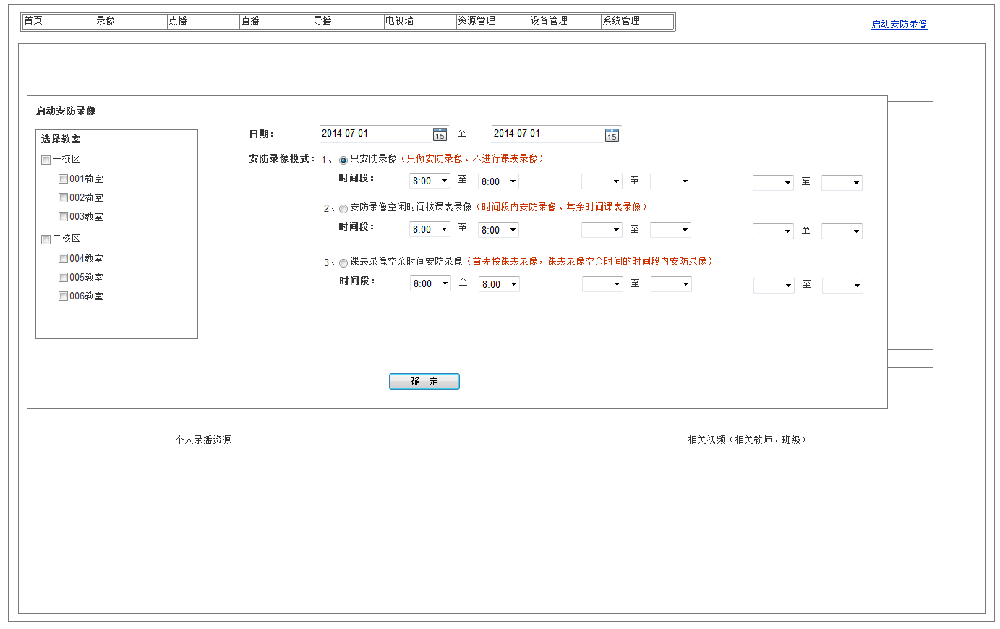 首页 录像 点播 直播 导播 电视墙 资源管理 设备管理 系统管理
启动安防录像
启动安防录像
选择教室
一校区
001教室
002教室
003教室
二校区
004教室
005教室
006教室
日期： 2014-07-01 15 至 2014-07-01 15
安防录像模式： 1、 只安防录像（只做安防录像、不进行课表录像）
时间段： 8:00 至 8:00 至 至
2、 安防录像空闲时间按课表录像（时间段内安防录像、其余时间课表录像）
时间段： 8:00 至 8:00 至 至
3、 课表录像空余时间安防录像（首先按课表录像，课表录像空余时间的时间段内安防录像）
时间段： 8:00 至 8:00 至 至
确 定
个人录播资源
相关视频（相关教师、班级）